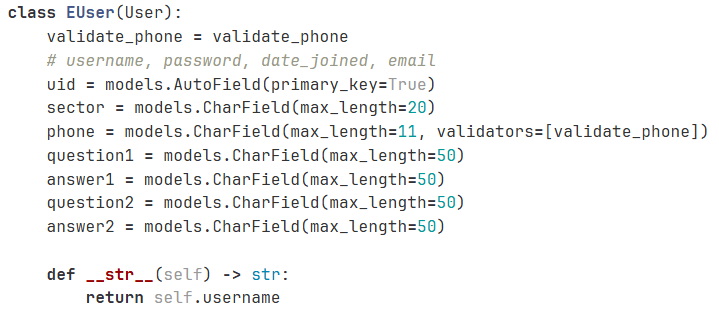 class EUser(User):
    validate_phone = validate_phone
    # username, password, date_joined, email
    uid = models.AutoField(primary_key=True)
    sector = models.CharField(max_length=20)
    phone = models.CharField(max_length=11, validators=[validate_phone])
    question1 = models.CharField(max_length=50)
    answer1 = models.CharField(max_length=50)
    question2 = models.CharField(max_length=50)
    answer2 = models.CharField(max_length=50)

    def __str__(self) -> str:
        return self.username